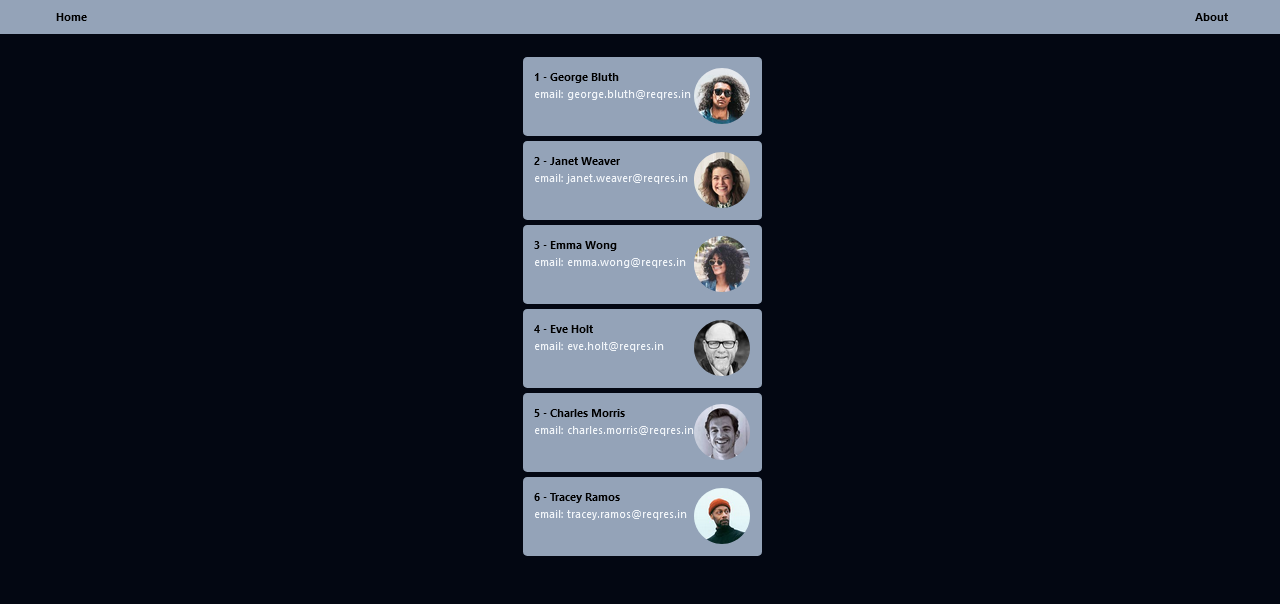 Home
About
1 - George Bluth
email: george.bluth@reqres.in
2 - Janet Weaver
email: janet.weaver@reqres.in
3 - Emma Wong
email: emma.wong@reqres.in
4 - Eve Holt
email: eve.holt@reqres.in
5 - Charles Morris
email: charles.morris@reqres.in
6 - Tracey Ramos
email: tracey.ramos@reqres.in